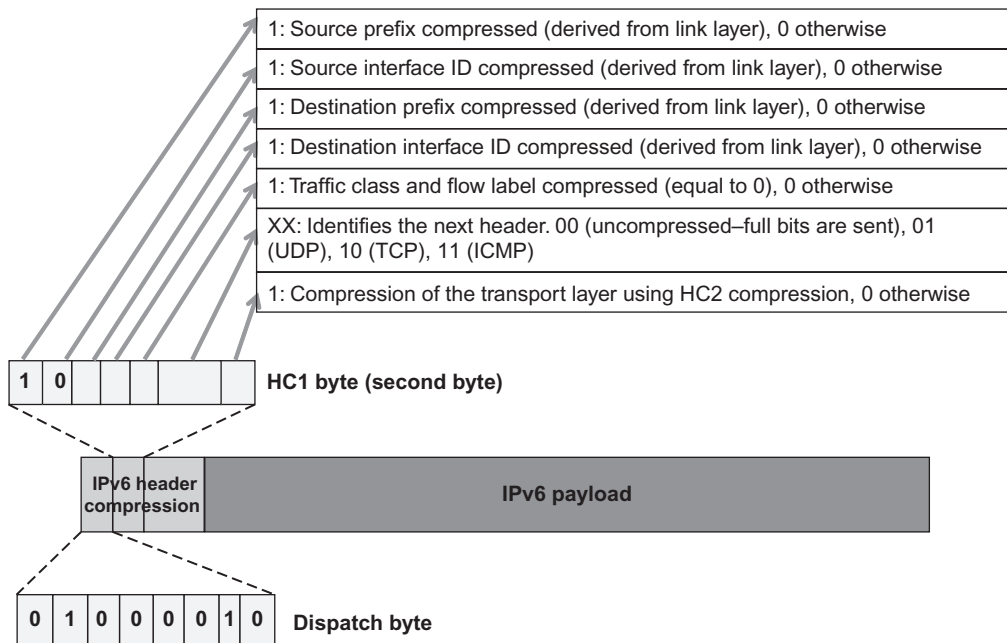 1: Source prefix compressed (derived from link layer), 0 otherwise
1: Source interface ID compressed (derived from link layer), 0 otherwise
1: Destination prefix compressed (derived from link layer), 0 otherwise
1: Destination interface ID compressed (derived from link layer), 0 otherwise
1: Traffic class and flow label compressed (equal to 0), 0 otherwise
XX: Identifies the next header. 00 (uncompressed–full bits are sent), 01
(UDP), 10 (TCP), 11 (ICMP)
1: Compression of the transport layer using HC2 compression, 0 otherwise
1 0 HC1 byte (second byte)
IPv6 header
compression
IPv6 payload
0 1 0 0 0 0 1 0 Dispatch byte